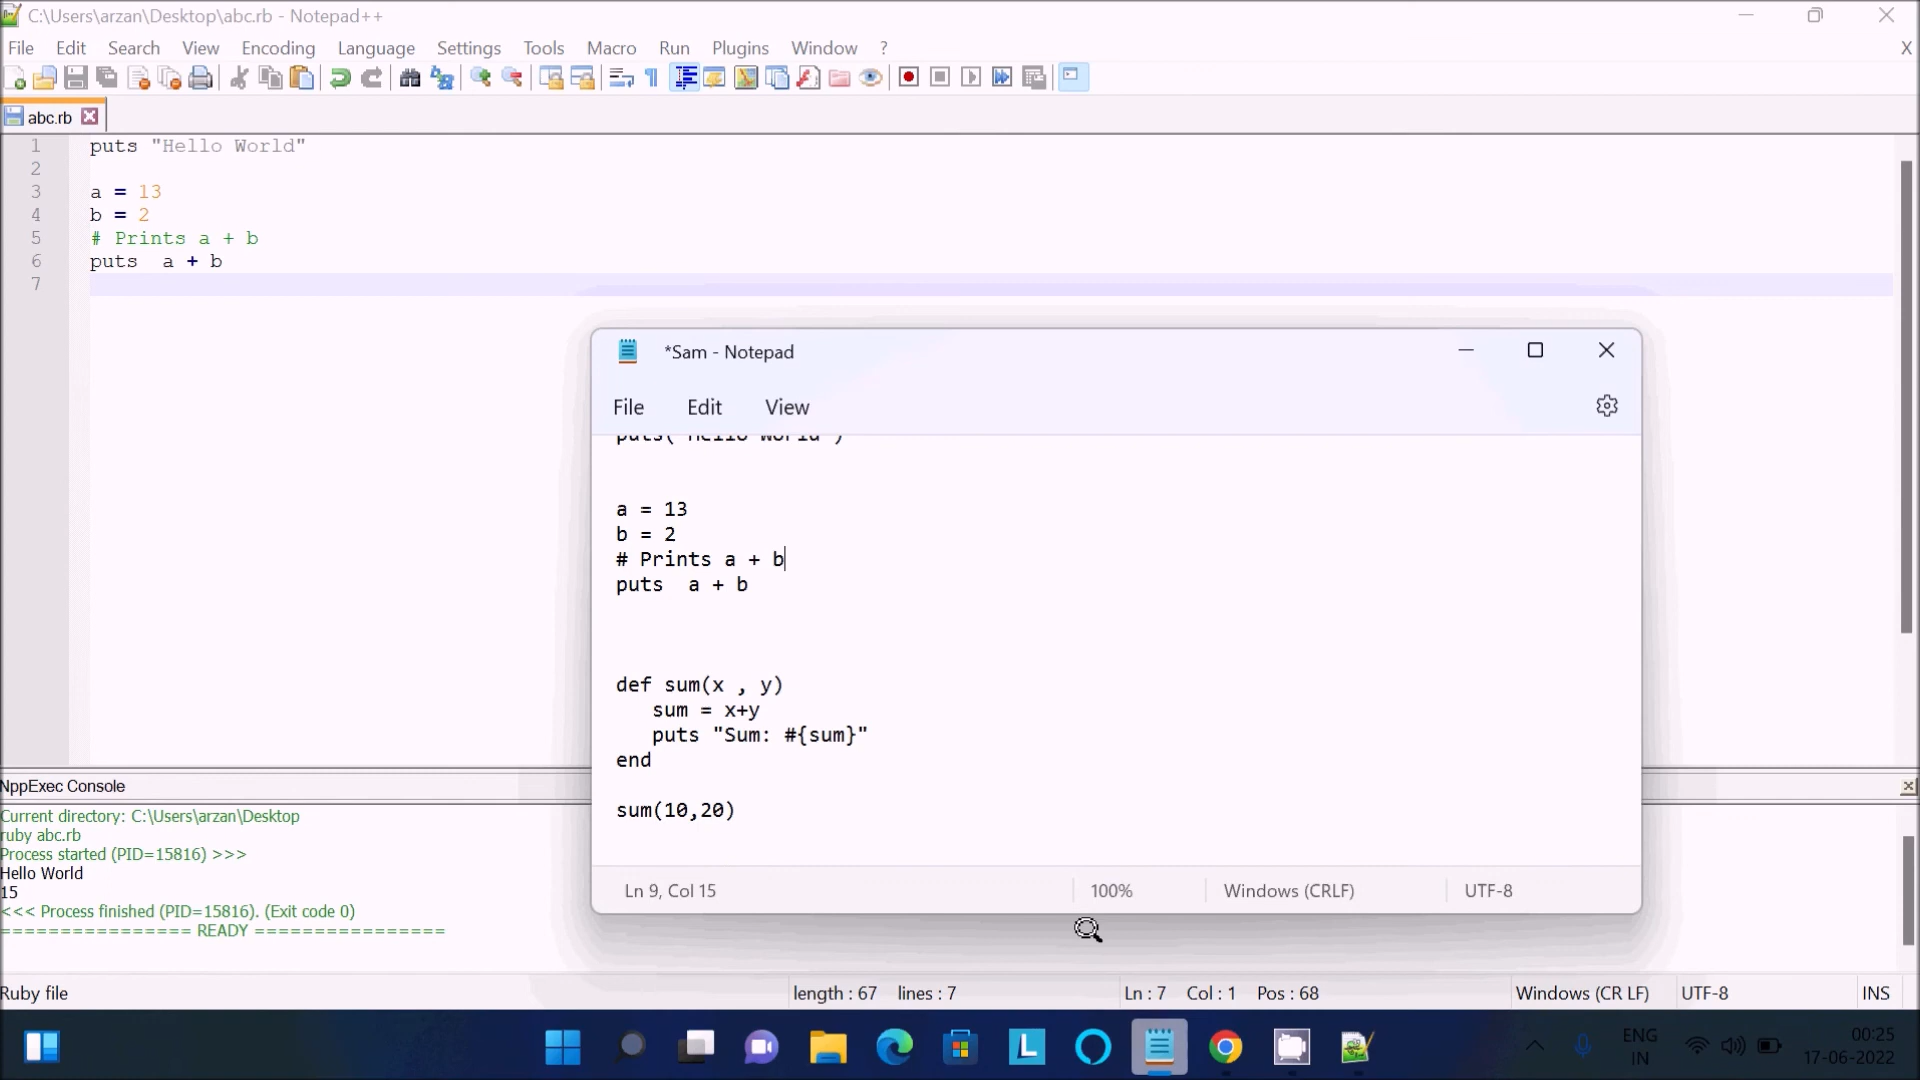 C:\Users\arzan\Desktop\abc.rb - Notepad++
File Edit Search View Encoding Language Settings Tools Macro Run Plugins Window ? X
abc.rb
1 puts "Hello World"
2
3 a = 13
4 b = 2
5 # Prints a + b
6 puts  a + b
7
*Sam - Notepad
File Edit View
puts("Hello World")
a = 13
b = 2
# Prints a + b
puts  a + b
def sum(x , y)
   sum = x+y
   puts "Sum: #{sum}"
end
sum(10,20)
Ln 9, Col 15 100% Windows (CRLF) UTF-8
NppExec Console
Current directory: C:\Users\arzan\Desktop
ruby abc.rb
Process started (PID=15816) >>>
Hello World
15
<<< Process finished (PID=15816). (Exit code 0)
================ READY ================
Ruby file length : 67 lines : 7 Ln : 7 Col : 1 Pos : 68 Windows (CR LF) UTF-8 INS
L
ENG
IN
00:25
17-06-2022